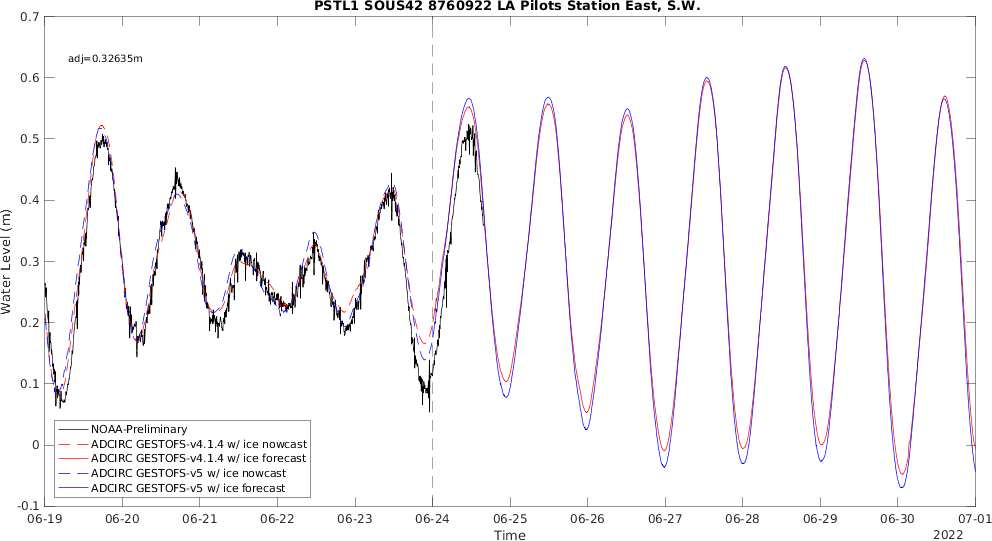 PSTL1 SOUS42 8760922 LA Pilots Station East, S.W.
adj=0.32635m
Water Level (m)
0.7
0.6
0.5
0.4
0.3
0.2
0.1
0
-0.1
NOAA-Preliminary
ADCIRC GESTOFS-v4.1.4 w/ ice nowcast
ADCIRC GESTOFS-v4.1.4 w/ ice forecast
ADCIRC GESTOFS-v5 w/ ice nowcast
ADCIRC GESTOFS-v5 w/ ice forecast
06-19 06-20 06-21 06-22 06-23 06-24 06-25 06-26 06-27 06-28 06-29 06-30 07-01
Time
2022